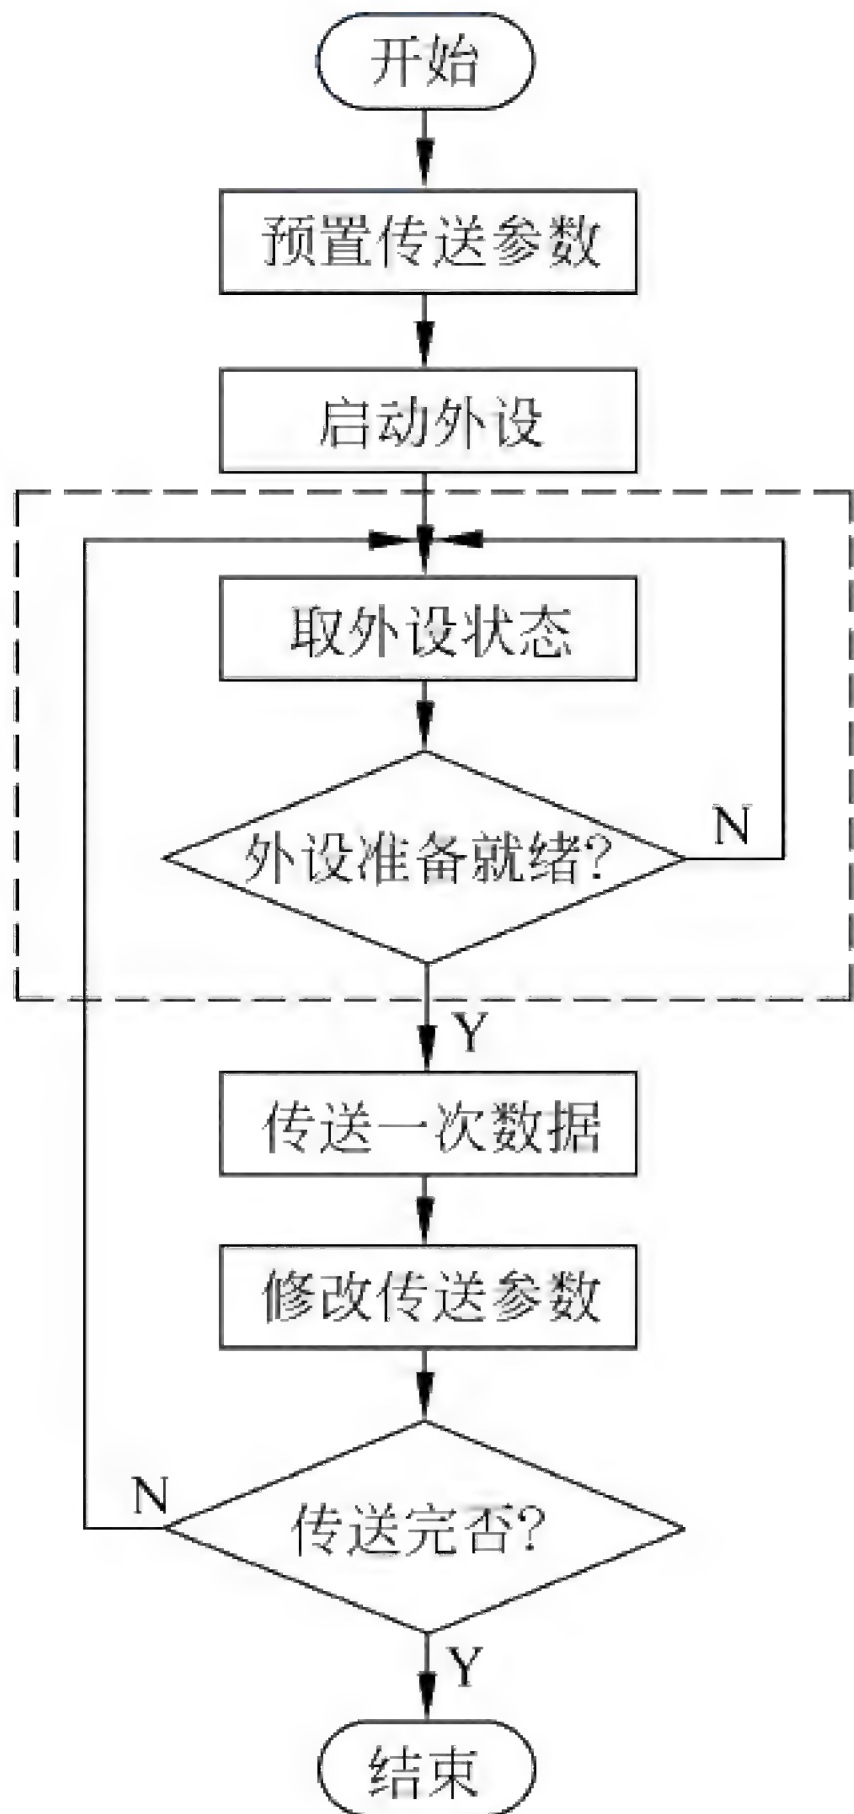 开始
预置传送参数
启动外设
取外设状态
外设准备就绪?
N
Y
传送一次数据
修改传送参数
传送完否?
N
Y
结束